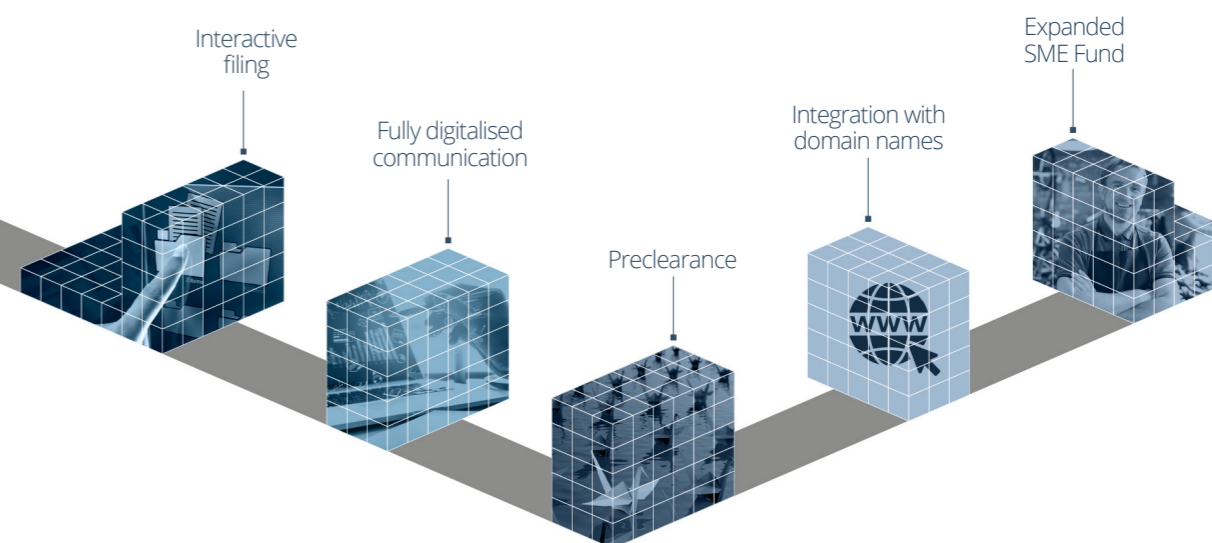 Interactive
filing
Fully digitalised
communication
Preclearance
Integration with
domain names
Expanded
SME Fund
www